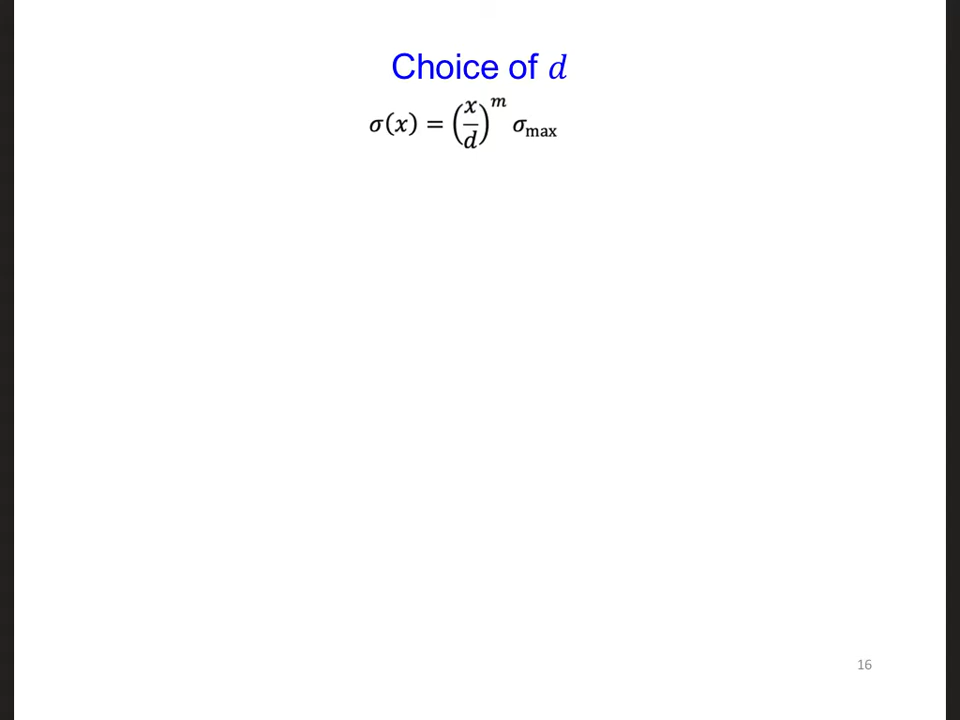 Choice of 𝑑
σ(x) = (x/d)^m σ_max
16